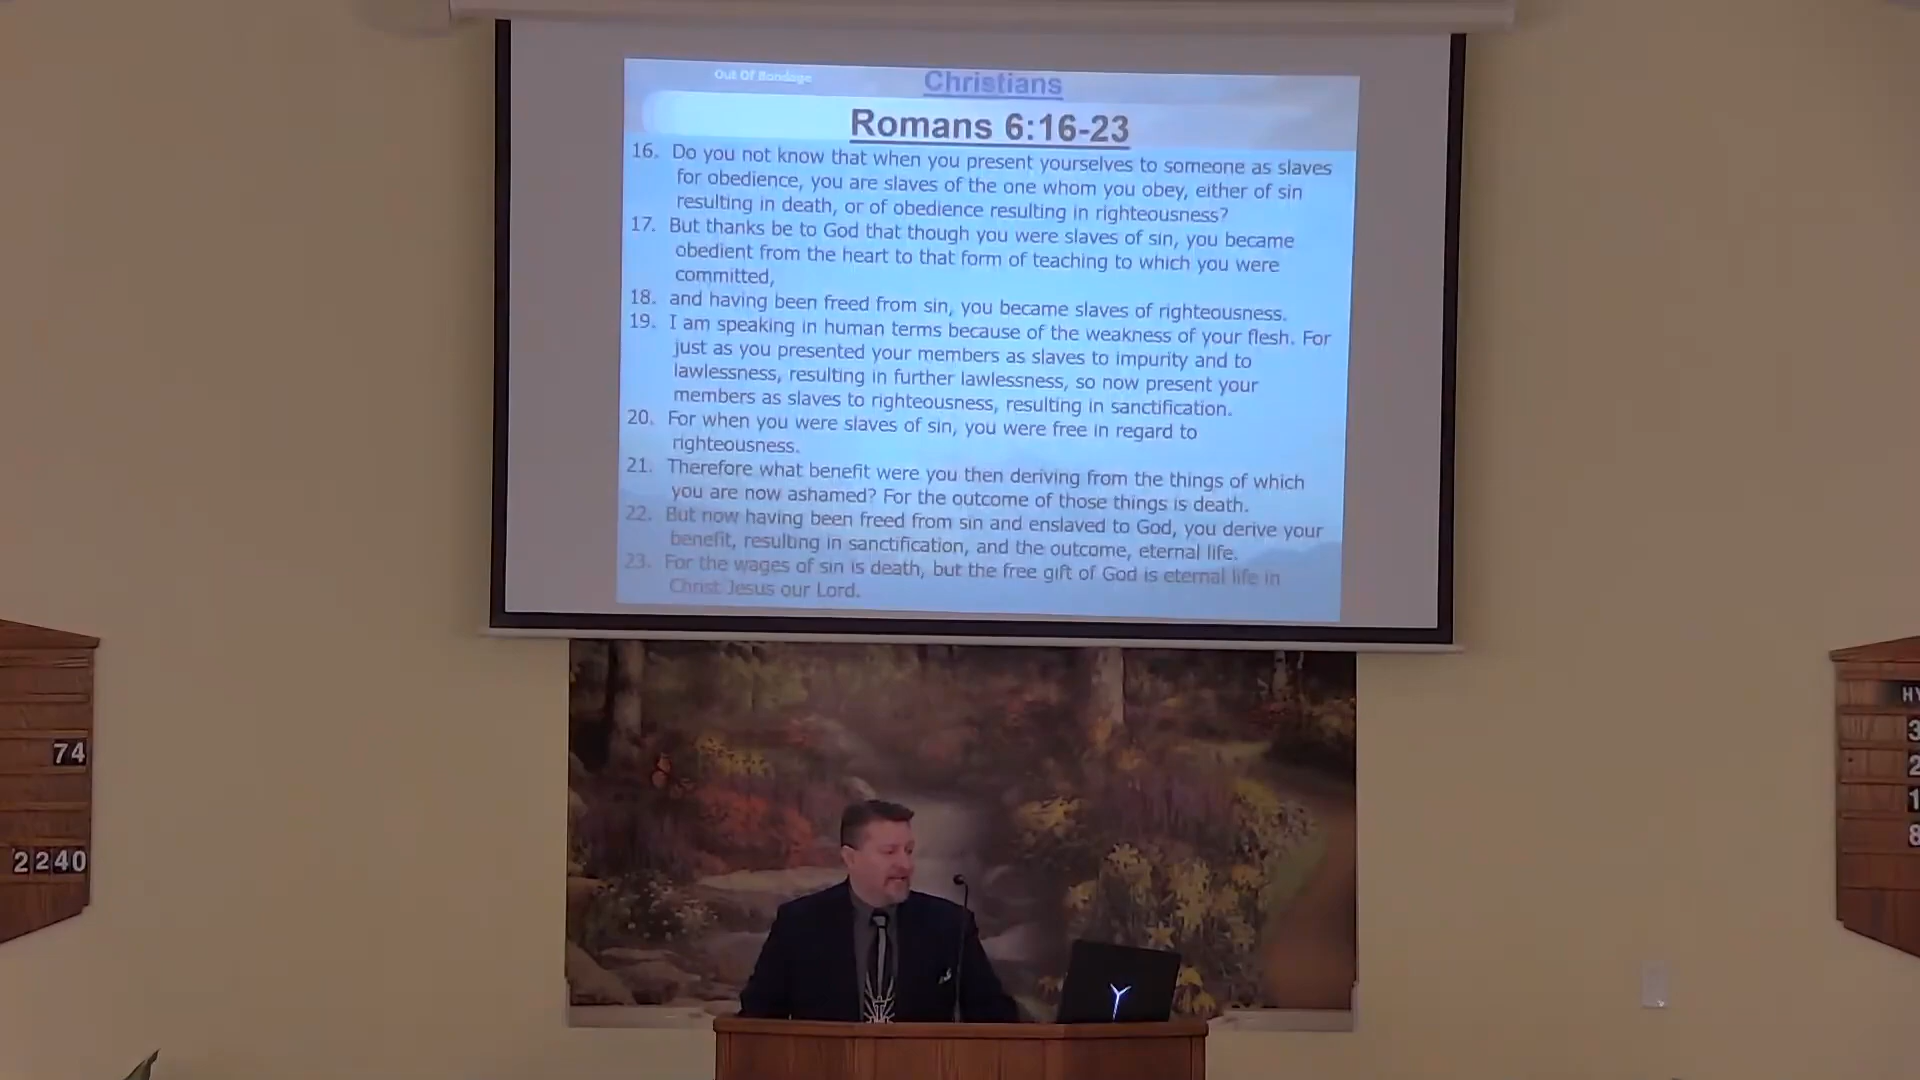 Out Of Bondage
Christians
Romans 6:16-23
16. Do you not know that when you present yourselves to someone as slaves
for obedience, you are slaves of the one whom you obey, either of sin
resulting in death, or of obedience resulting in righteousness?
17. But thanks be to God that though you were slaves of sin, you became
obedient from the heart to that form of teaching to which you were
committed,
18. and having been freed from sin, you became slaves of righteousness.
19. I am speaking in human terms because of the weakness of your flesh. For
just as you presented your members as slaves to impurity and to
lawlessness, resulting in further lawlessness, so now present your
members as slaves to righteousness, resulting in sanctification.
20. For when you were slaves of sin, you were free in regard to
righteousness.
21. Therefore what benefit were you then deriving from the things of which
you are now ashamed? For the outcome of those things is death.
22. But now having been freed from sin and enslaved to God, you derive your
benefit, resulting in sanctification, and the outcome, eternal life.
23. For the wages of sin is death, but the free gift of God is eternal life in
Christ Jesus our Lord.
74
2240
HY
3
2
1
8